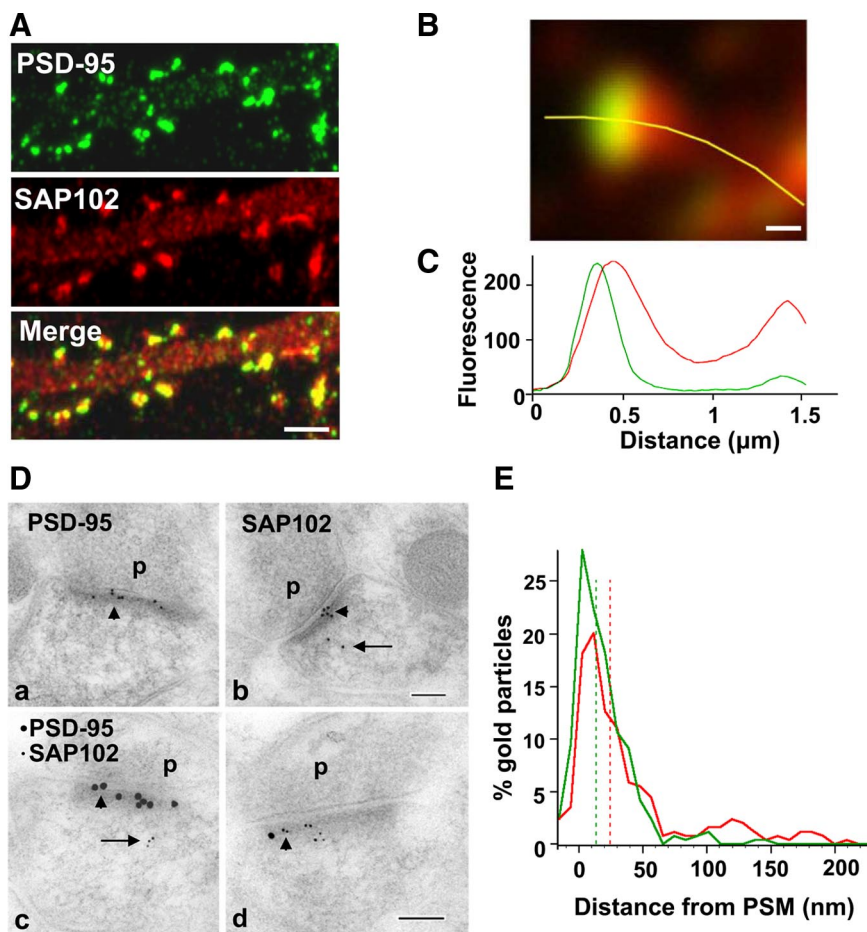 A
PSD-95
SAP102
Merge
B
C
Fluorescence
200
100
0
0 0.5 1 1.5
Distance (µm)
D
PSD-95
p
a
SAP102
p
b
•PSD-95
·SAP102
p
c
p
d
E
% gold particles
25
20
15
10
5
0
0 50 100 150 200
Distance from PSM (nm)